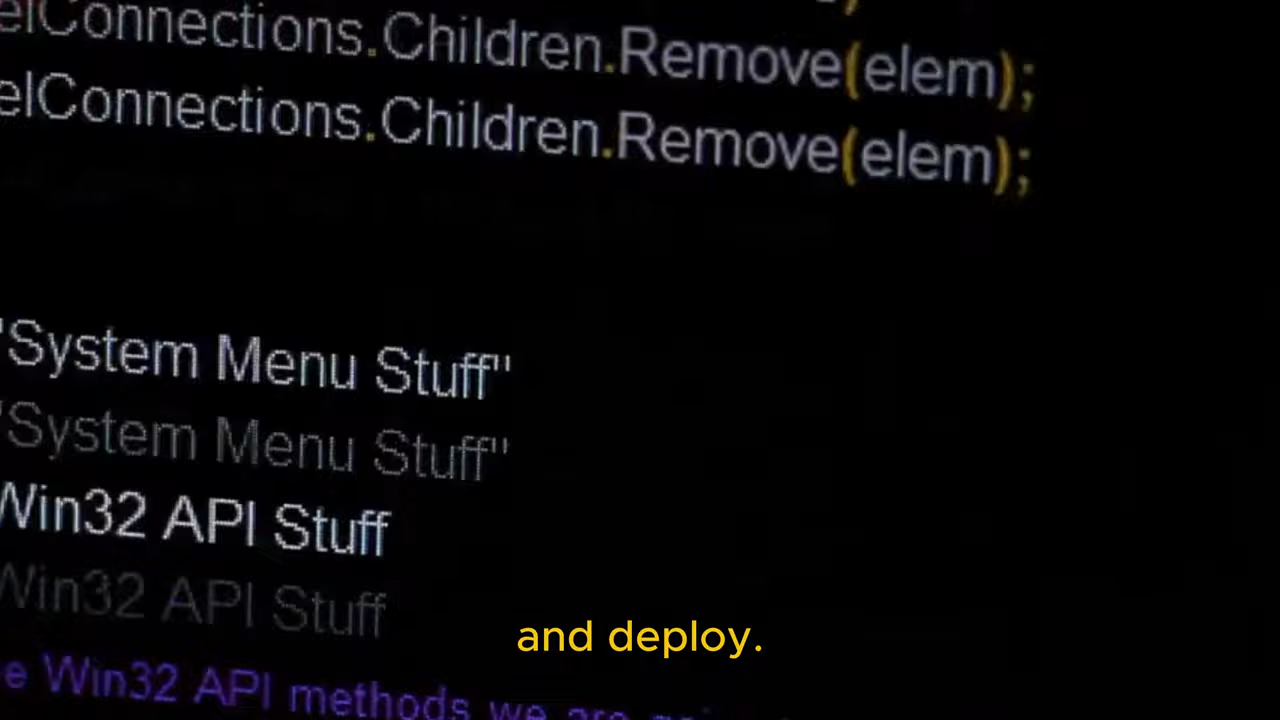 elConnections.Children.Remove(elem);
elConnections.Children.Remove(elem);
"System Menu Stuff"
"System Menu Stuff"
Win32 API Stuff
Win32 API Stuff
e Win32 API methods we are
and deploy.